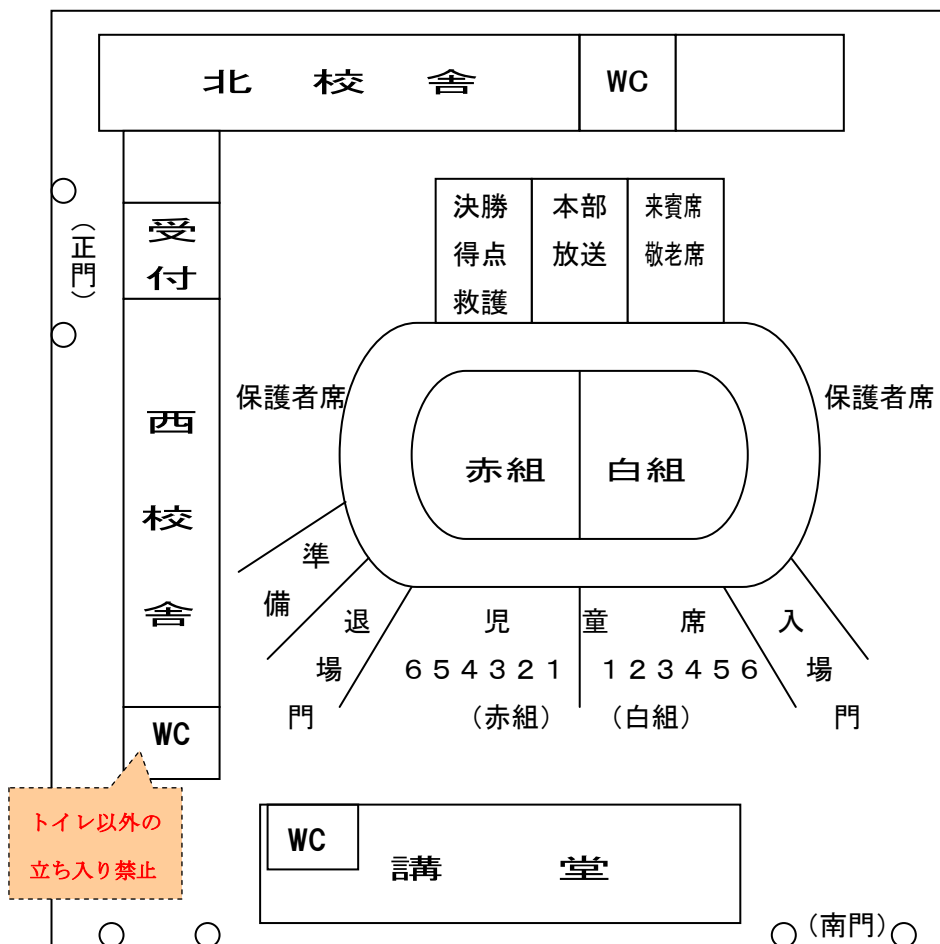 北校舎
WC
受付
(正門)
決勝
得点
救護
本部
放送
来賓席
敬老席
保護者席
保護者席
西校舎
赤組
白組
準備
退場門
児童席
入場門
654321
123456
(赤組)
(白組)
WC
トイレ以外の
立ち入り禁止
WC
講堂
(南門)